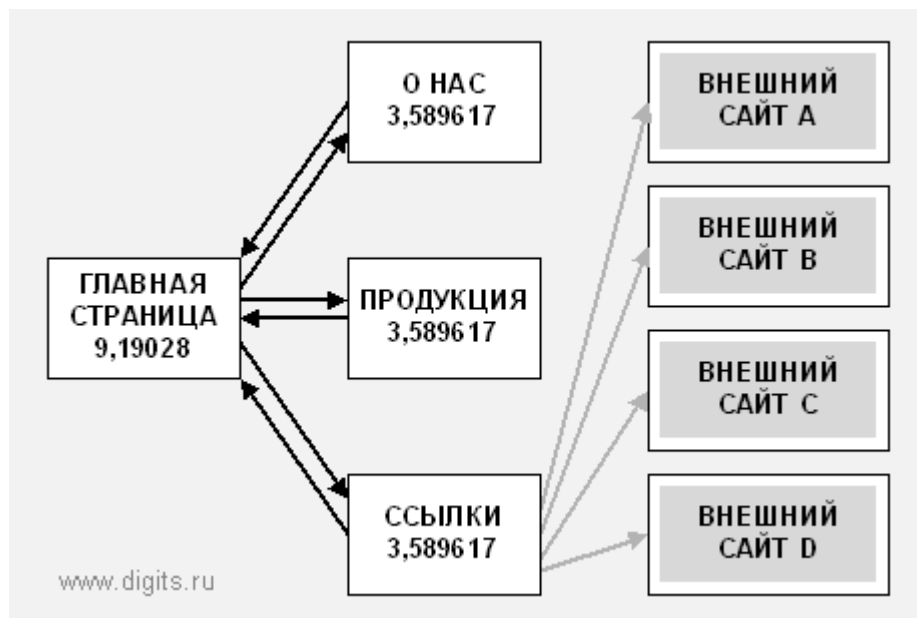 О НАС
3,589617
ВНЕШНИЙ
САЙТ A
ВНЕШНИЙ
САЙТ B
ГЛАВНАЯ
СТРАНИЦА
9,19028
ПРОДУКЦИЯ
3,589617
ВНЕШНИЙ
САЙТ C
ССЫЛКИ
3,589617
ВНЕШНИЙ
САЙТ D
www.digits.ru